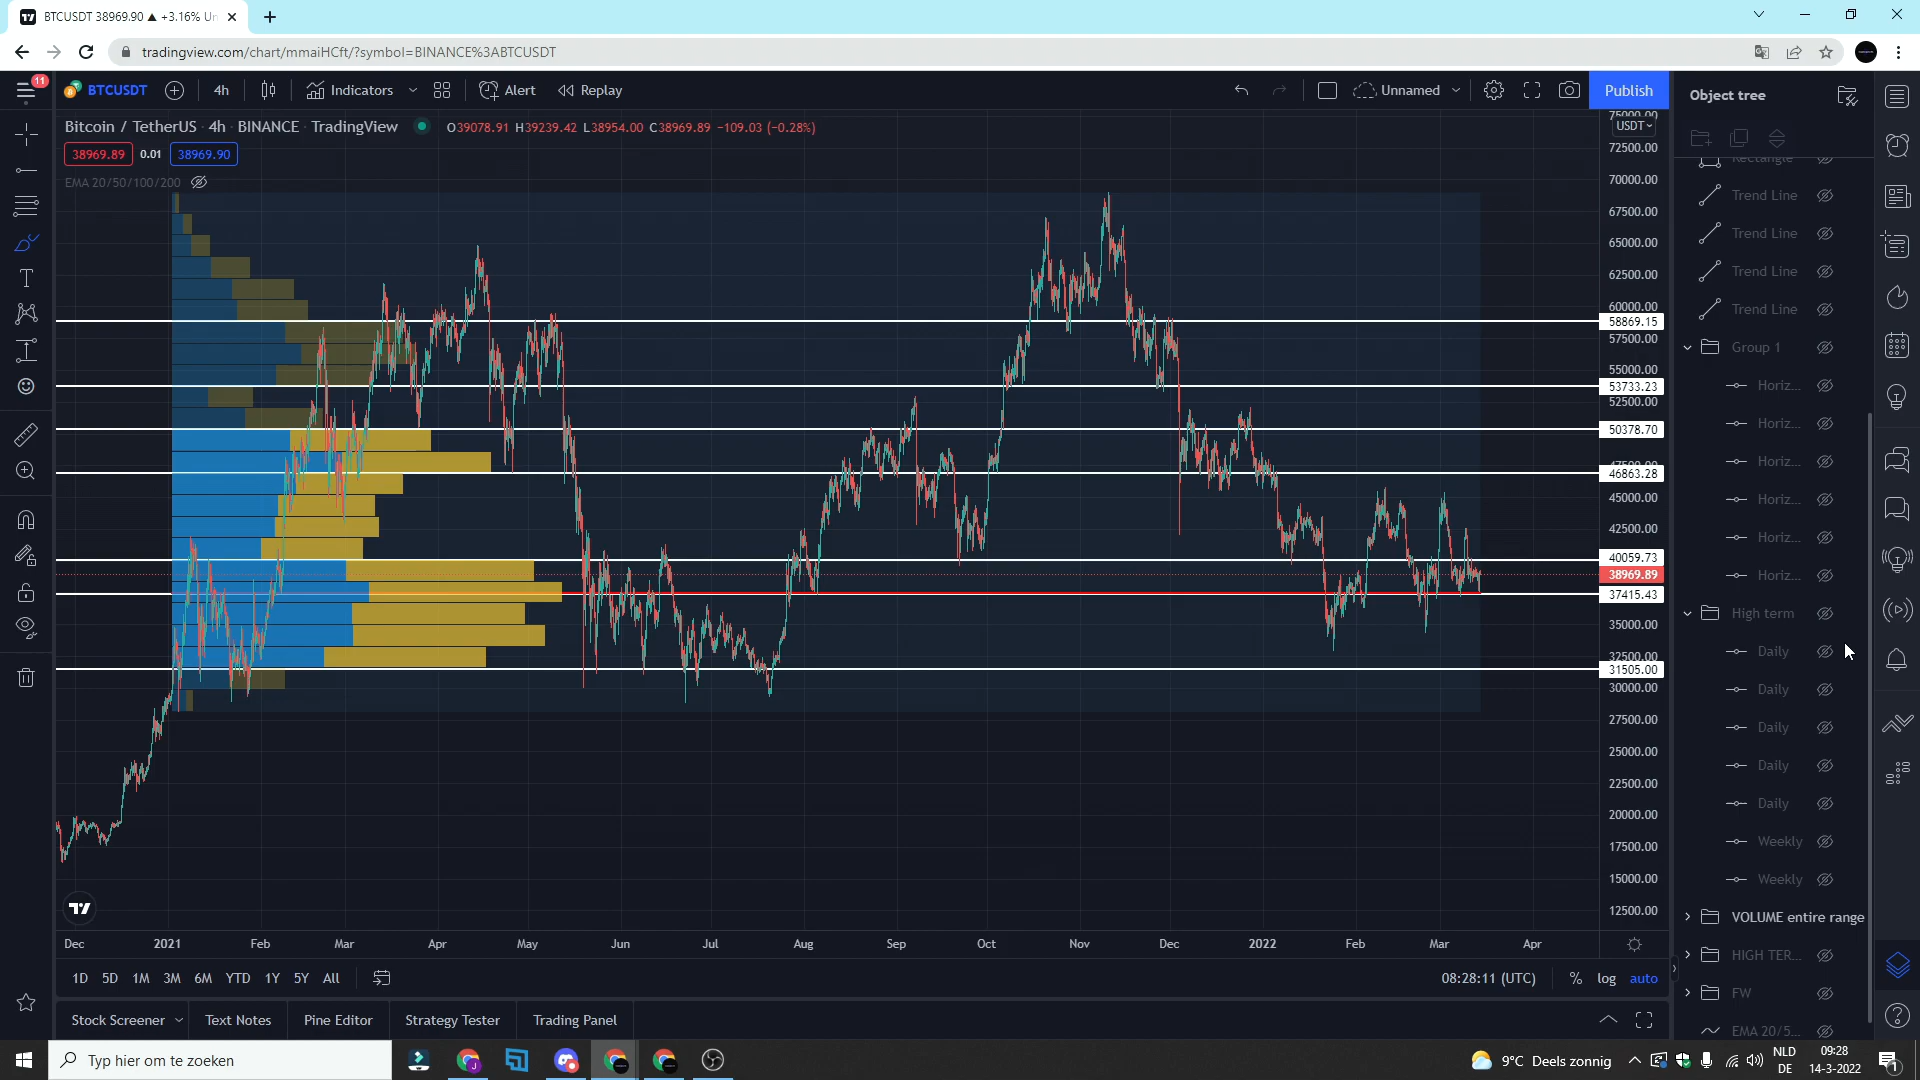 BTCUSDT 38969.90 ▲ +3.16% Un
tradingview.com/chart/mmaiHCft/?symbol=BINANCE%3ABTCUSDT
11
BTCUSDT
4h
Indicators
Alert
Replay
Unnamed
Publish
Object tree
Bitcoin / TetherUS · 4h · BINANCE · TradingView
O39078.91 H39239.42 L38954.00 C38969.89 −109.03 (−0.28%)
38969.89 0.01 38969.90
EMA 20/50/100/200
75000.00
USDT
72500.00
70000.00
67500.00
65000.00
62500.00
60000.00
58869.15
57500.00
55000.00
53733.23
52500.00
50378.70
47500.00
46863.28
45000.00
42500.00
40059.73
38969.89
37415.43
35000.00
32500.00
31505.00
30000.00
27500.00
25000.00
22500.00
20000.00
17500.00
15000.00
12500.00
Rectangle
Trend Line
Trend Line
Trend Line
Trend Line
Group 1
Horiz...
Horiz...
Horiz...
Horiz...
Horiz...
Horiz...
High term
Daily
Daily
Daily
Daily
Daily
Weekly
Weekly
VOLUME entire range
HIGH TER...
FW
EMA 20/5...
Dec 2021 Feb Mar Apr May Jun Jul Aug Sep Oct Nov Dec 2022 Feb Mar Apr
1D 5D 1M 3M 6M YTD 1Y 5Y All
08:28:11 (UTC) % log auto
Stock Screener Text Notes Pine Editor Strategy Tester Trading Panel
Typ hier om te zoeken
9°C Deels zonnig
NLD
DE
09:28
14-3-2022
1